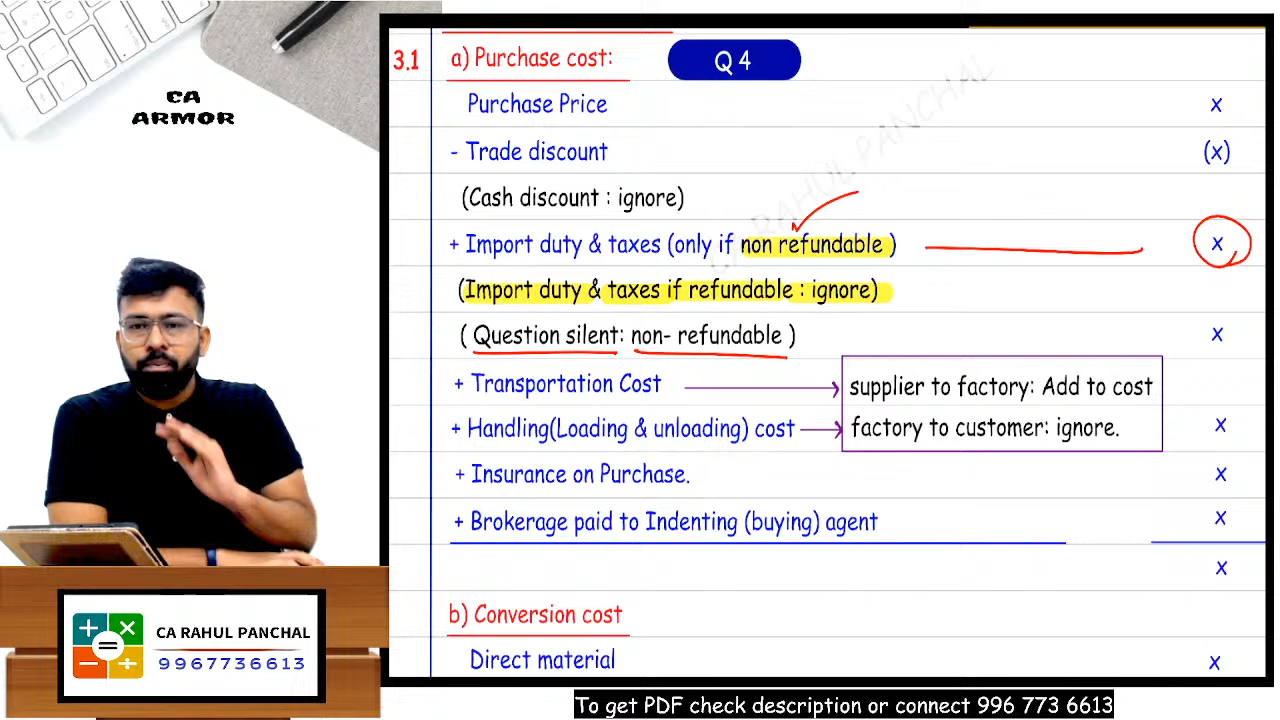 CA
ARMOR
3.1 a) Purchase cost: Q 4
Purchase Price x
- Trade discount (x)
(Cash discount : ignore)
+ Import duty & taxes (only if non refundable ) x
(Import duty & taxes if refundable : ignore)
( Question silent: non- refundable ) x
+ Transportation Cost supplier to factory: Add to cost
+ Handling(Loading & unloading) cost factory to customer: ignore. x
+ Insurance on Purchase. x
+ Brokerage paid to Indenting (buying) agent x
x
b) Conversion cost
Direct material x
CA RAHUL PANCHAL
CA RAHUL PANCHAL
9967736613
To get PDF check description or connect 996 773 6613